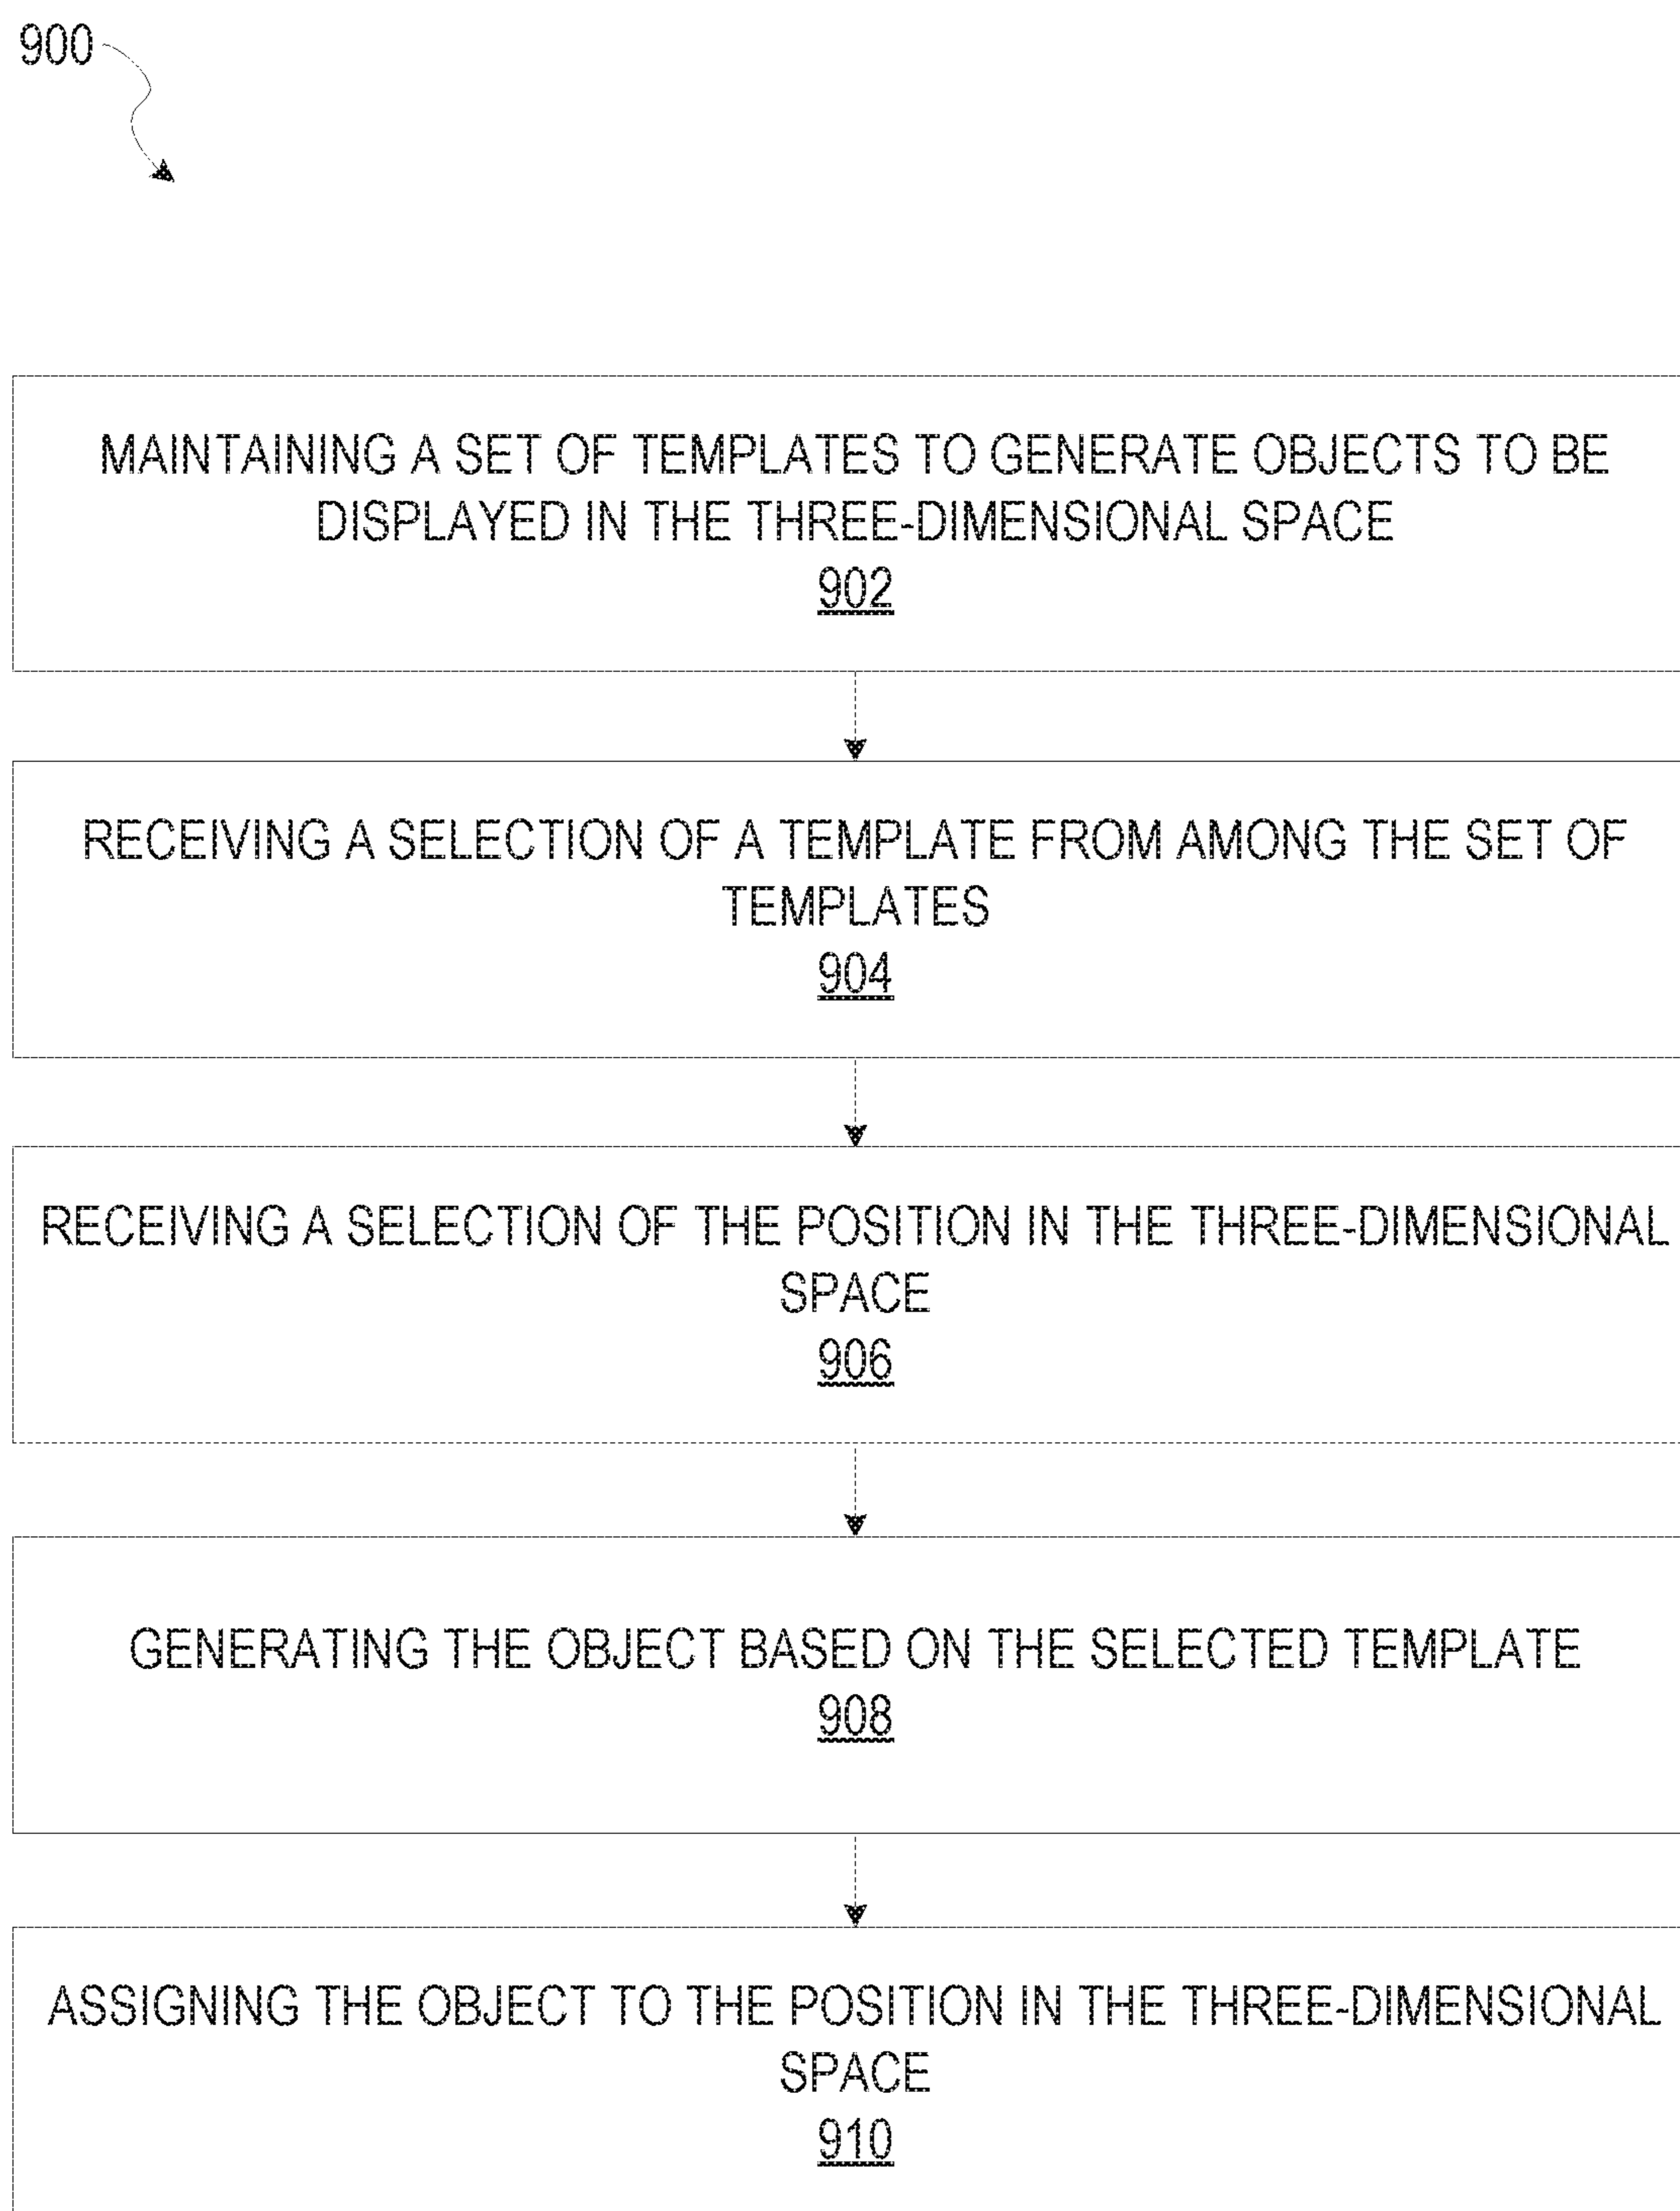 900
MAINTAINING A SET OF TEMPLATES TO GENERATE OBJECTS TO BE
DISPLAYED IN THE THREE-DIMENSIONAL SPACE
902
RECEIVING A SELECTION OF A TEMPLATE FROM AMONG THE SET OF
TEMPLATES
904
RECEIVING A SELECTION OF THE POSITION IN THE THREE-DIMENSIONAL
SPACE
906
GENERATING THE OBJECT BASED ON THE SELECTED TEMPLATE
908
ASSIGNING THE OBJECT TO THE POSITION IN THE THREE-DIMENSIONAL
SPACE
910